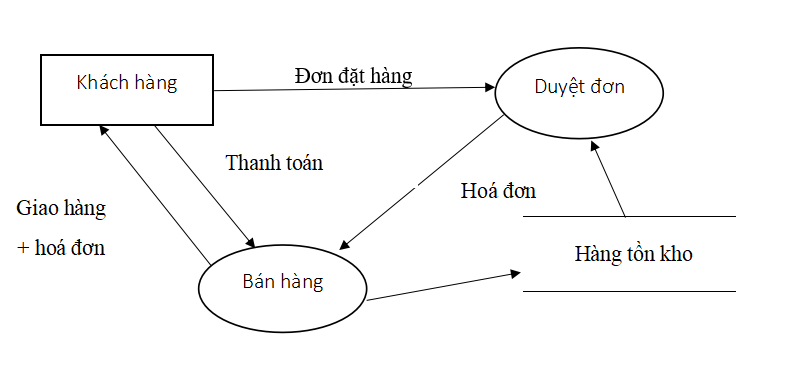 Khách hàng
Đơn đặt hàng
Duyệt đơn
Thanh toán
Hoá đơn
Giao hàng
+ hoá đơn
Hàng tồn kho
Bán hàng